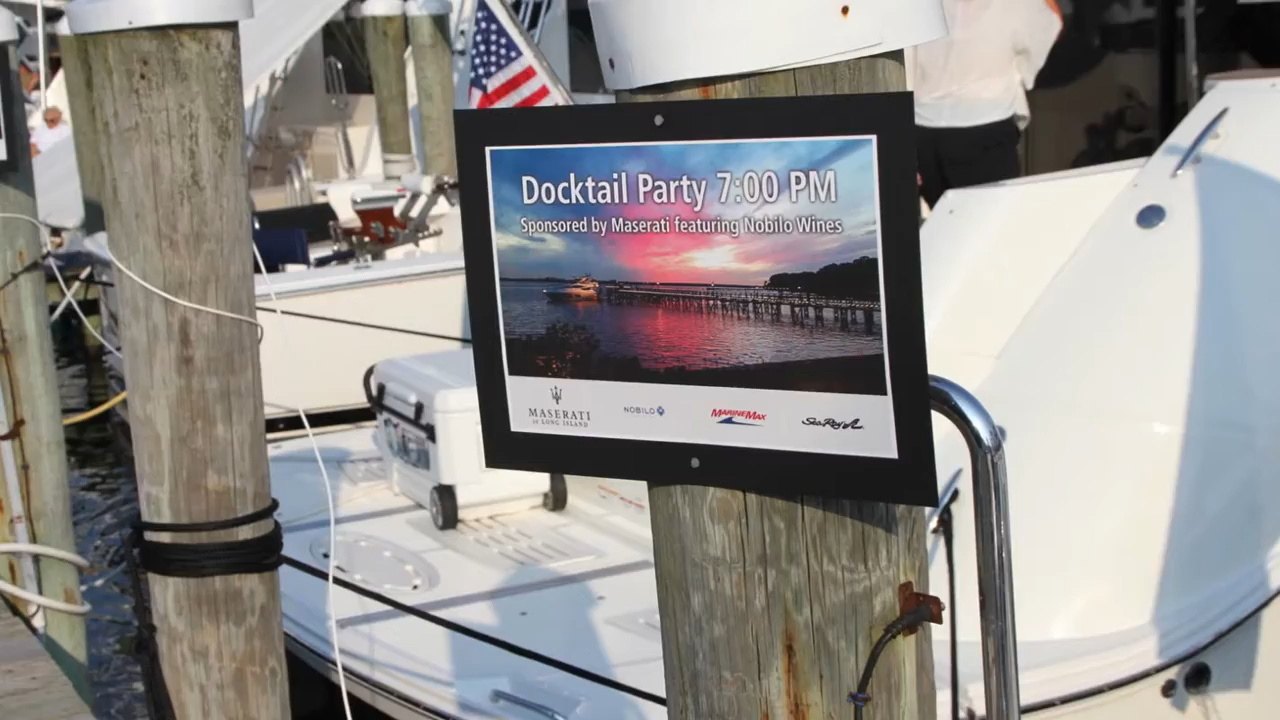 Docktail Party 7:00 PM
Sponsored by Maserati featuring Nobilo Wines
MASERATI
OF LONG ISLAND
NOBILO
MARINEMAX
Sea Ray